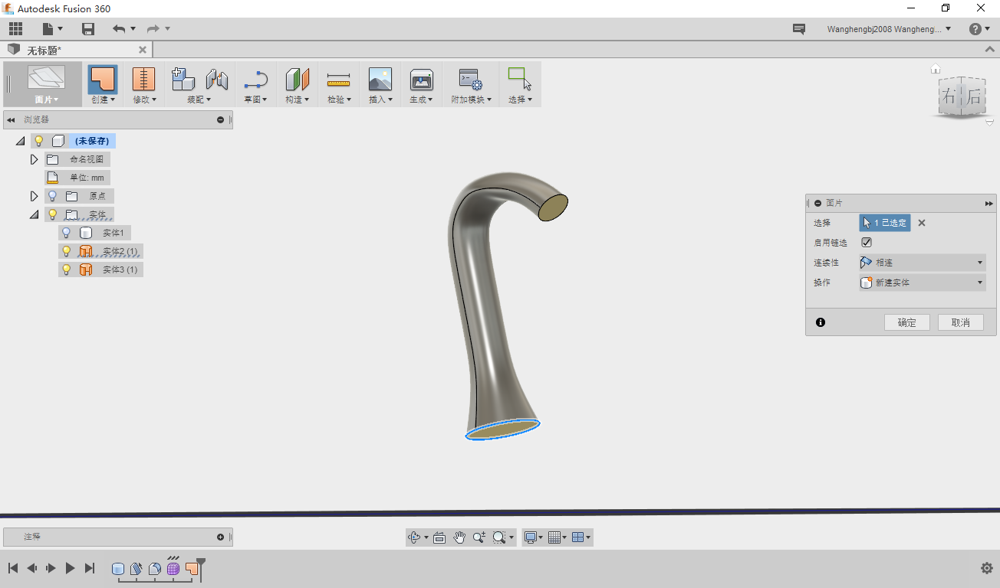 Autodesk Fusion 360
Wanghengbj2008 Wanghengl...
无标题*
面片
创建
修改
装配
草图
构造
检验
插入
生成
附加模块
选择
右
后
浏览器
(未保存)
命名视图
单位: mm
原点
实体
实体1
实体2 (1)
实体3 (1)
面片
选择
1 已选定
启用链选
连续性
相连
操作
新建实体
确定
取消
注释